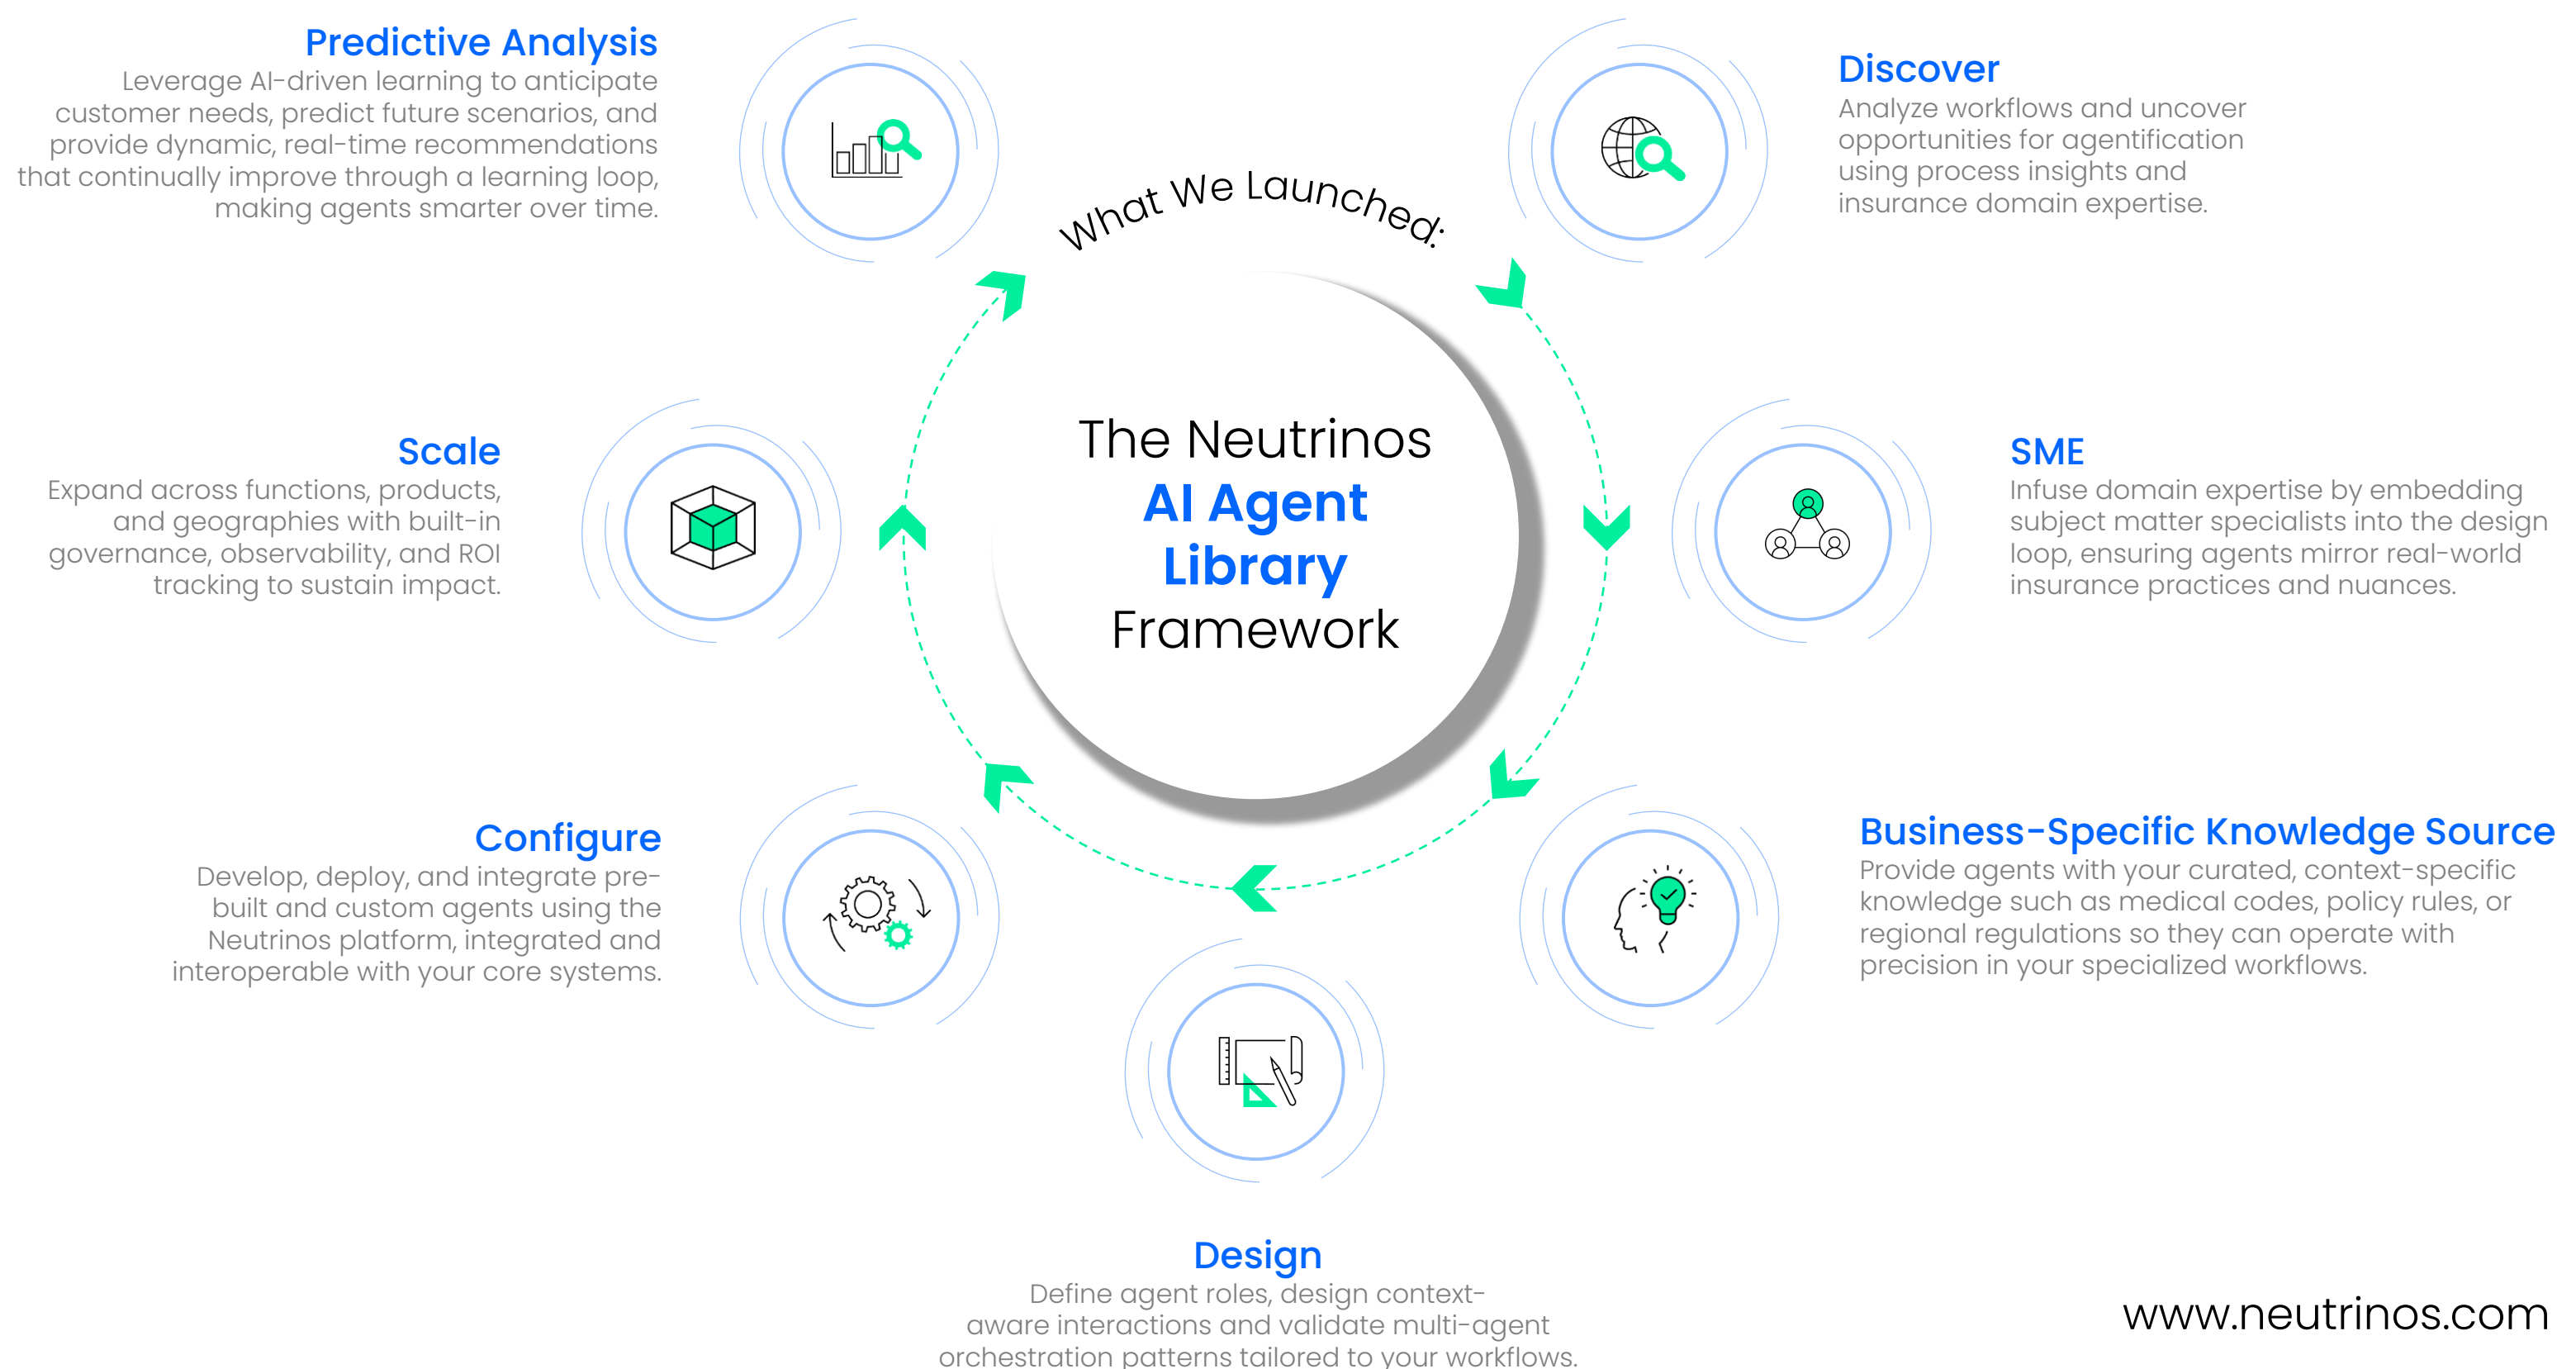 What We Launched:
The Neutrinos
AI Agent
Library
Framework
Discover
Analyze workflows and uncover
opportunities for agentification
using process insights and
insurance domain expertise.
SME
Infuse domain expertise by embedding
subject matter specialists into the design
loop, ensuring agents mirror real-world
insurance practices and nuances.
Business-Specific Knowledge Source
Provide agents with your curated, context-specific
knowledge such as medical codes, policy rules, or
regional regulations so they can operate with
precision in your specialized workflows.
Design
Define agent roles, design context-
aware interactions and validate multi-agent
orchestration patterns tailored to your workflows.
Configure
Develop, deploy, and integrate pre-
built and custom agents using the
Neutrinos platform, integrated and
interoperable with your core systems.
Scale
Expand across functions, products,
and geographies with built-in
governance, observability, and ROI
tracking to sustain impact.
Predictive Analysis
Leverage AI-driven learning to anticipate
customer needs, predict future scenarios, and
provide dynamic, real-time recommendations
that continually improve through a learning loop,
making agents smarter over time.
www.neutrinos.com